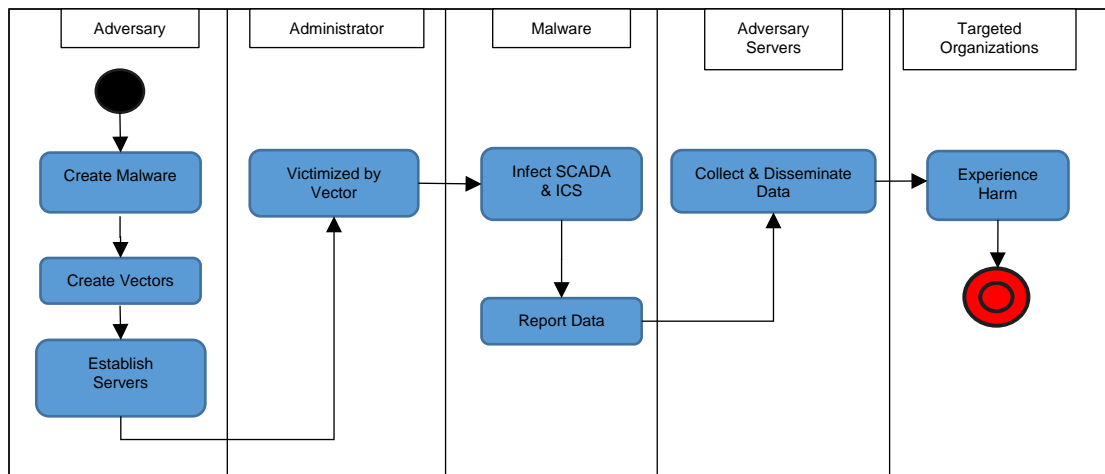 Adversary
Administrator
Malware
Adversary
Servers
Targeted
Organizations
Create Malware
Create Vectors
Establish
Servers
Victimized by
Vector
Infect SCADA
& ICS
Report Data
Collect & Disseminate
Data
Experience
Harm